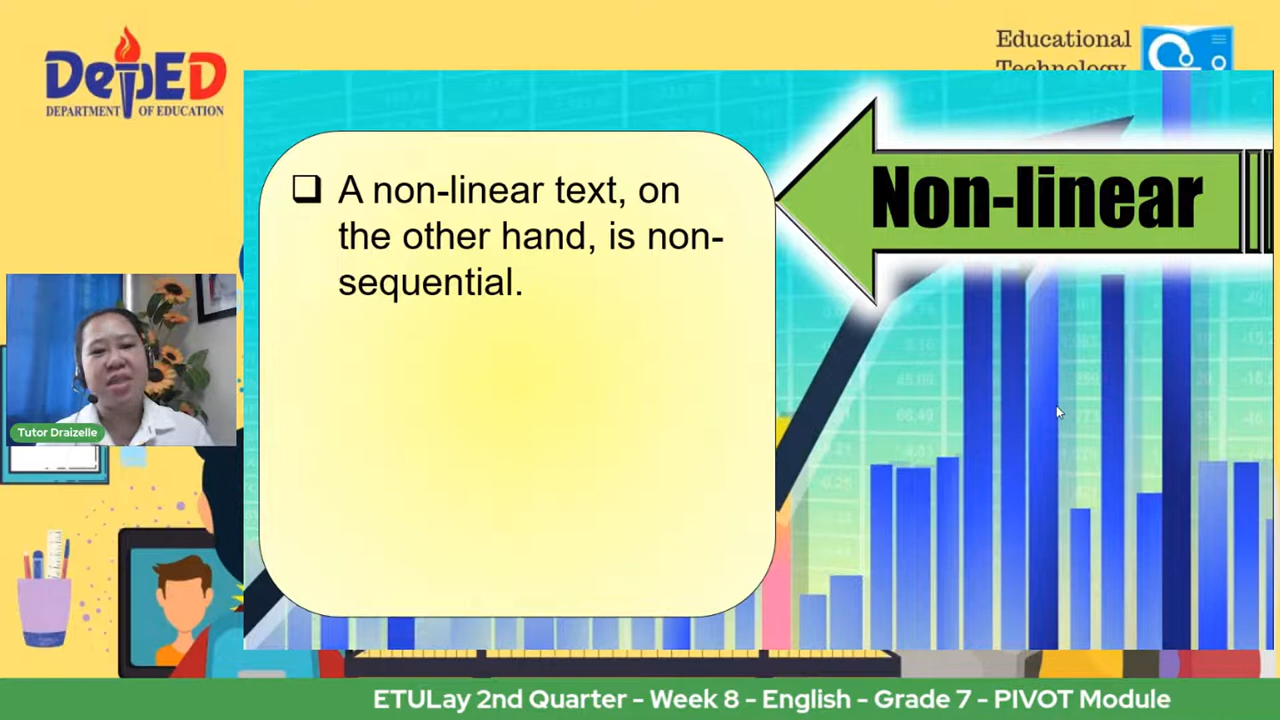 DepED
DEPARTMENT OF EDUCATION
Educational
Technology
Non-linear
❑ A non-linear text, on
the other hand, is non-
sequential.
Tutor Draizelle
ETULay 2nd Quarter - Week 8 - English - Grade 7 - PIVOT Module